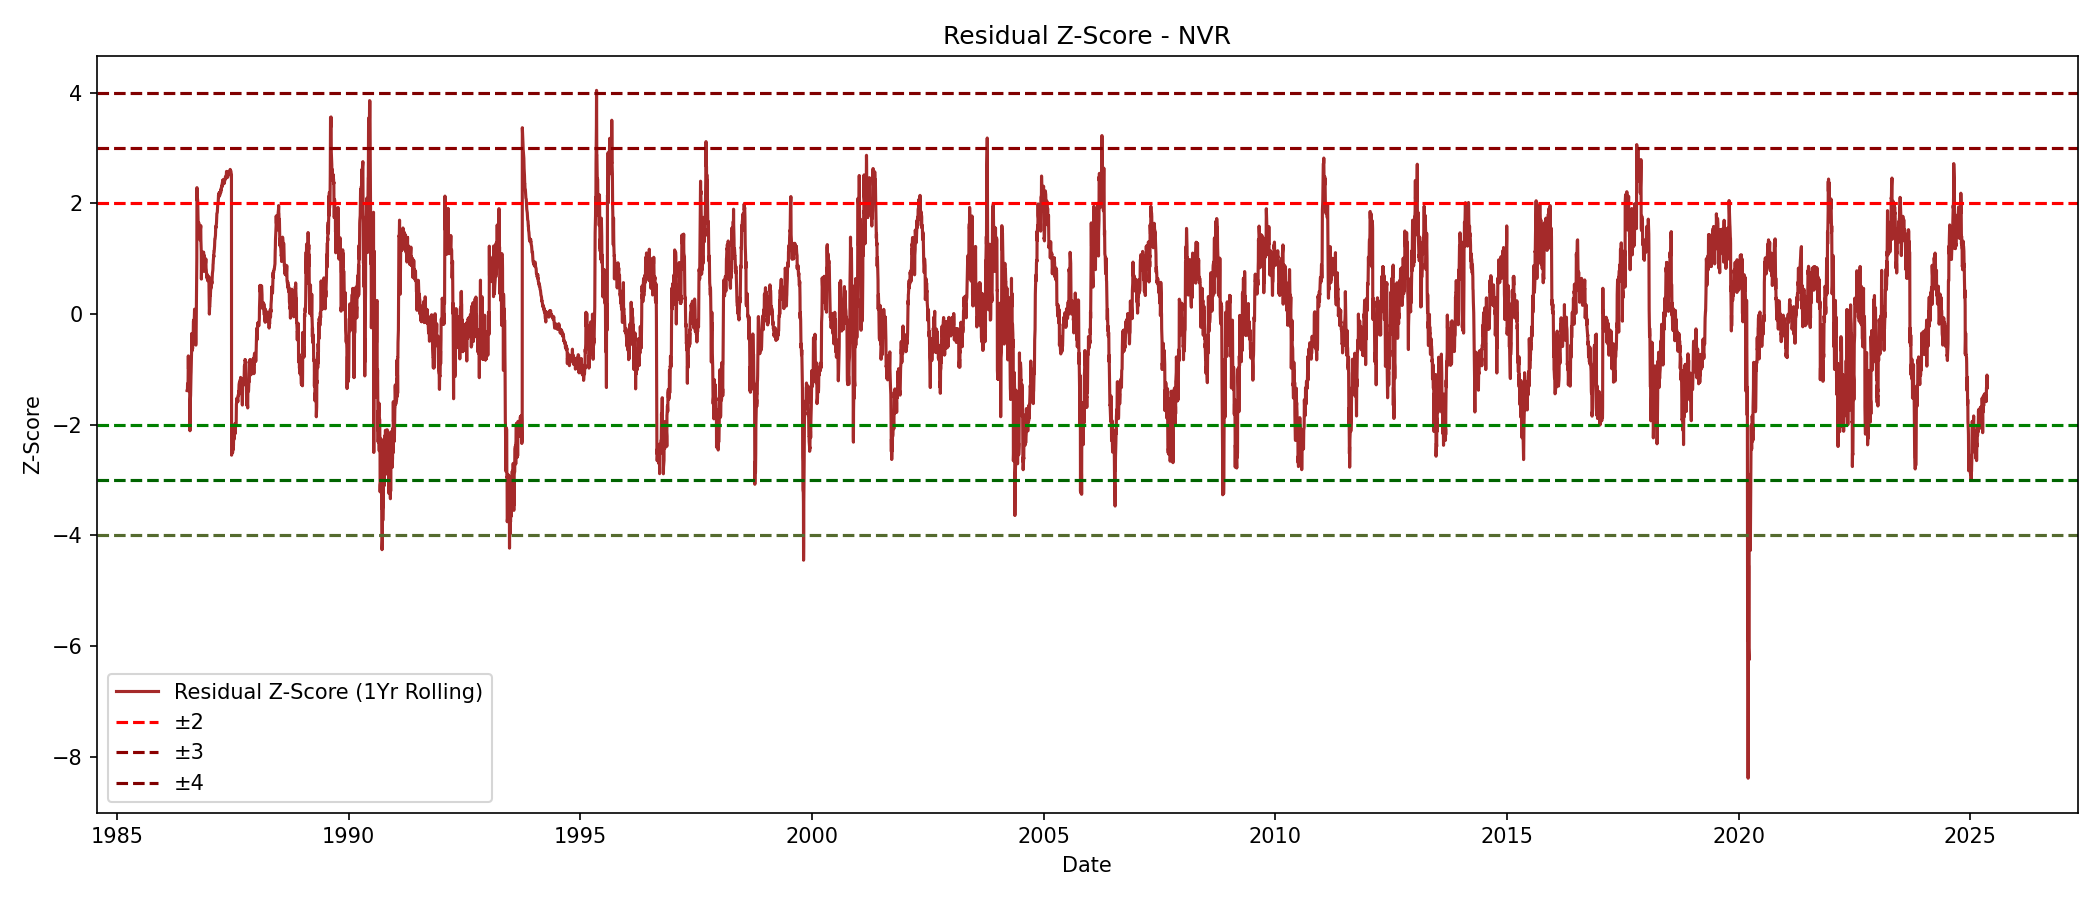 Residual Z-Score - NVR
Z-Score
4
2
0
−2
−4
−6
−8
Residual Z-Score (1Yr Rolling)
±2
±3
±4
1985 1990 1995 2000 2005 2010 2015 2020 2025
Date